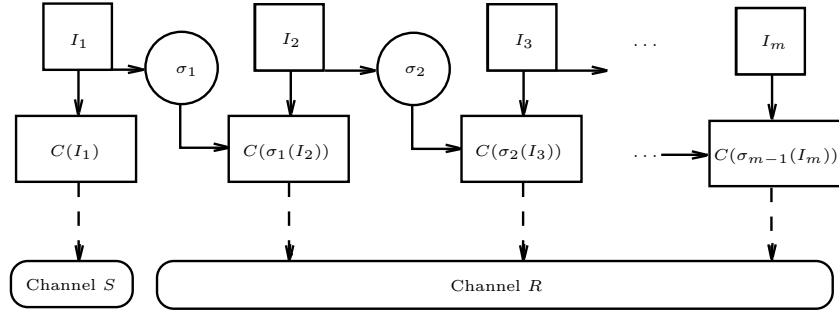 I_1 σ_1 I_2 σ_2 I_3 ... I_m
C(I_1) C(σ_1(I_2)) C(σ_2(I_3)) ... C(σ_{m−1}(I_m))
Channel S Channel R